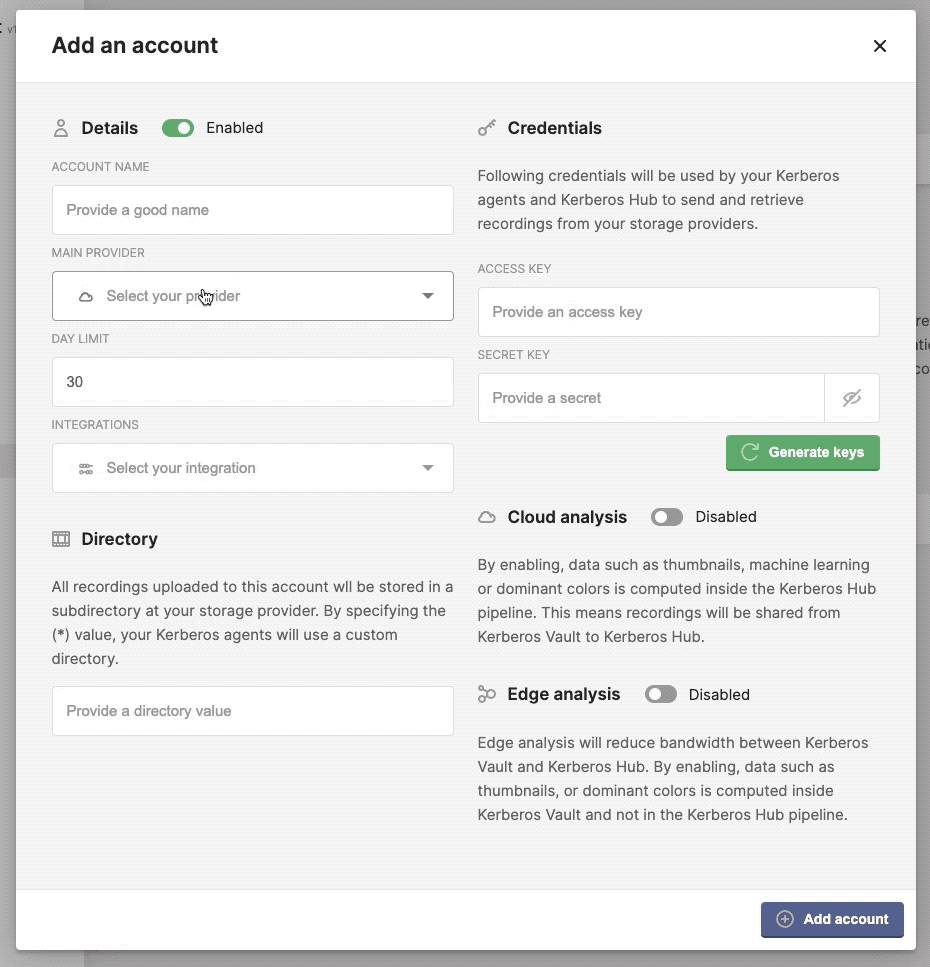 v1
Add an account
Details
Enabled
ACCOUNT NAME
Provide a good name
MAIN PROVIDER
Select your provider
DAY LIMIT
30
INTEGRATIONS
Select your integration
Directory
All recordings uploaded to this account wlll be stored in a
subdirectory at your storage provider. By specifying the
(*) value, your Kerberos agents will use a custom
directory.
Provide a directory value
Credentials
Following credentials will be used by your Kerberos
agents and Kerberos Hub to send and retrieve
recordings from your storage providers.
ACCESS KEY
Provide an access key
SECRET KEY
Provide a secret
Generate keys
Cloud analysis
Disabled
By enabling, data such as thumbnails, machine learning
or dominant colors is computed inside the Kerberos Hub
pipeline. This means recordings will be shared from
Kerberos Vault to Kerberos Hub.
Edge analysis
Disabled
Edge analysis will reduce bandwidth between Kerberos
Vault and Kerberos Hub. By enabling, data such as
thumbnails, or dominant colors is computed inside
Kerberos Vault and not in the Kerberos Hub pipeline.
Add account